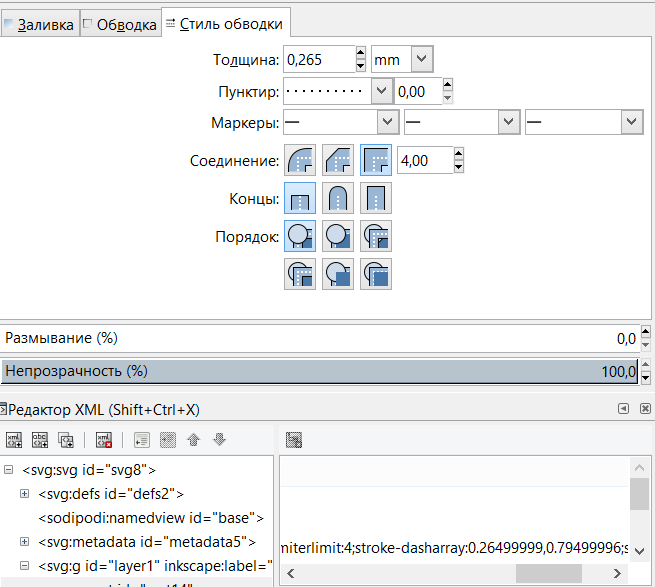 Заливка Обводка Стиль обводки
Толщина: 0,265 mm
Пунктир: 0,00
Маркеры:
Соединение: 4,00
Концы:
Порядок:
Размывание (%) 0,0
Непрозрачность (%) 100,0
Редактор XML (Shift+Ctrl+X)
<svg:svg id="svg8">
<svg:defs id="defs2">
<sodipodi:namedview id="base">
<svg:metadata id="metadata5">
niterlimit:4;stroke-dasharray:0.26499999,0.79499996;s
<svg:g id="layer1" inkscape:label="